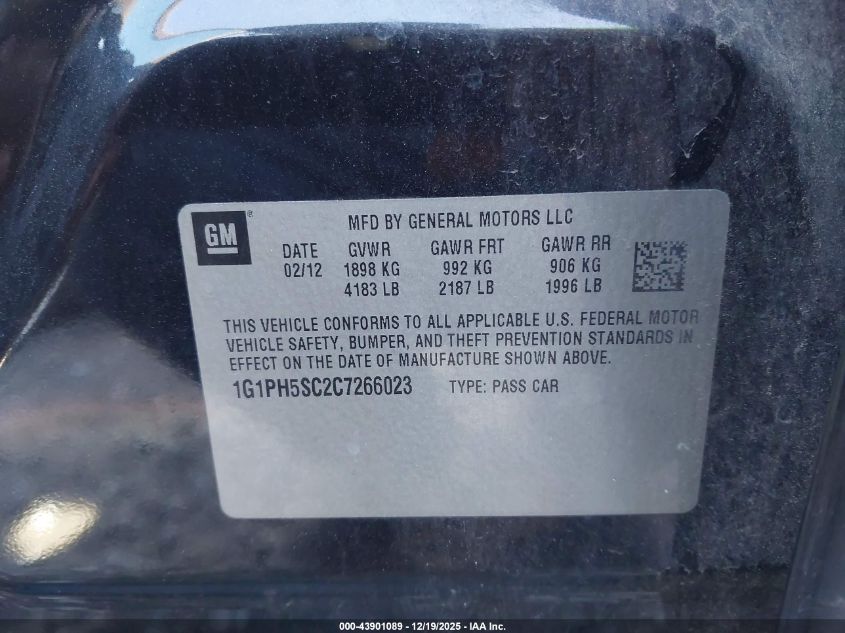 GM ®
MFD BY GENERAL MOTORS LLC
DATE GVWR GAWR FRT GAWR RR
02/12 1898 KG 992 KG 906 KG
4183 LB 2187 LB 1996 LB
THIS VEHICLE CONFORMS TO ALL APPLICABLE U.S. FEDERAL MOTOR
VEHICLE SAFETY, BUMPER, AND THEFT PREVENTION STANDARDS IN
EFFECT ON THE DATE OF MANUFACTURE SHOWN ABOVE.
1G1PH5SC2C7266023 TYPE: PASS CAR
000-43901089 - 12/19/2025 - IAA Inc.